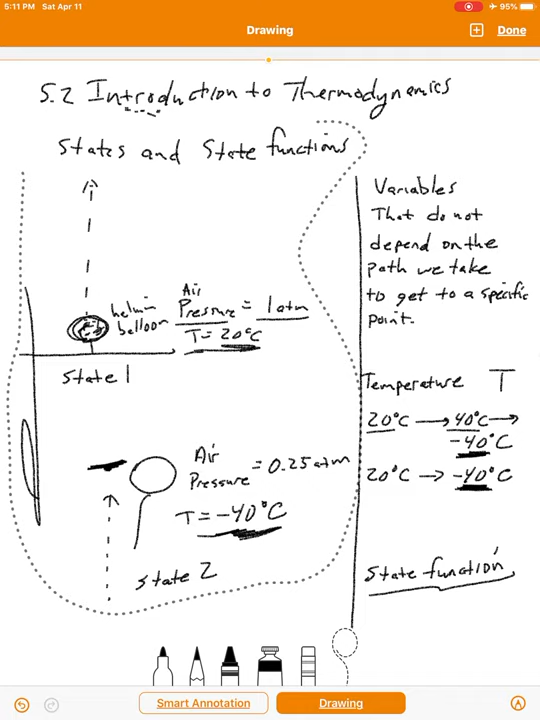 5:11 PM Sat Apr 11
95%
Drawing
Done
5.2 Introduction to Thermodynamics
States and State functions
helium balloon
Air Pressure = 1 atm
T = 20°C
State 1
Air Pressure = 0.25 atm
T = -40°C
State 2
Variables
That do not
depend on the
path we take
to get to a specific
point.
Temperature T
20°C → 40°C →
-40°C
20°C → -40°C
State function
Smart Annotation
Drawing